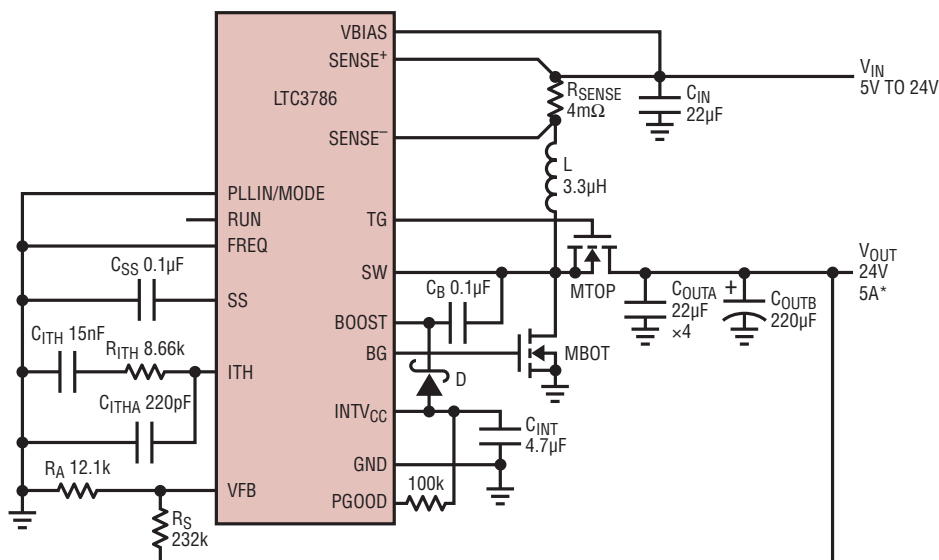 VBIAS
SENSE+
LTC3786
SENSE–
PLLIN/MODE
RUN
FREQ
SS
ITH
VFB
TG
SW
BOOST
BG
INTVCC
GND
PGOOD
VIN
5V TO 24V
RSENSE
4mΩ
CIN
22µF
L
3.3µH
MTOP
VOUT
24V
5A*
COUTA
22µF
×4
+
COUTB
220µF
CB 0.1µF
MBOT
D
CINT
4.7µF
100k
CSS 0.1µF
CITH 15nF
RITH 8.66k
CITHA 220pF
RA 12.1k
RS
232k